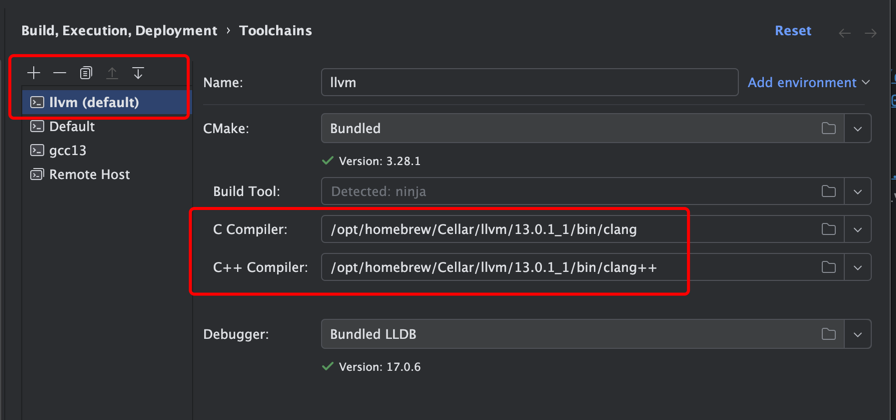 Build, Execution, Deployment › Toolchains
Reset
llvm (default)
Default
gcc13
Remote Host
Name: llvm
Add environment
CMake: Bundled
Version: 3.28.1
Build Tool: Detected: ninja
C Compiler: /opt/homebrew/Cellar/llvm/13.0.1_1/bin/clang
C++ Compiler: /opt/homebrew/Cellar/llvm/13.0.1_1/bin/clang++
Debugger: Bundled LLDB
Version: 17.0.6